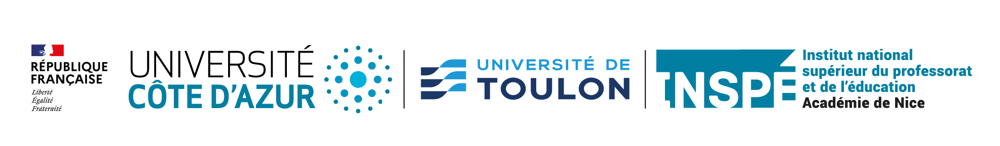 RÉPUBLIQUE
FRANÇAISE
Liberté
Égalité
Fraternité
UNIVERSITÉ
CÔTE D'AZUR
UNIVERSITÉ DE
TOULON
INSPÉ
Institut national
supérieur du professorat
et de l'éducation
Académie de Nice